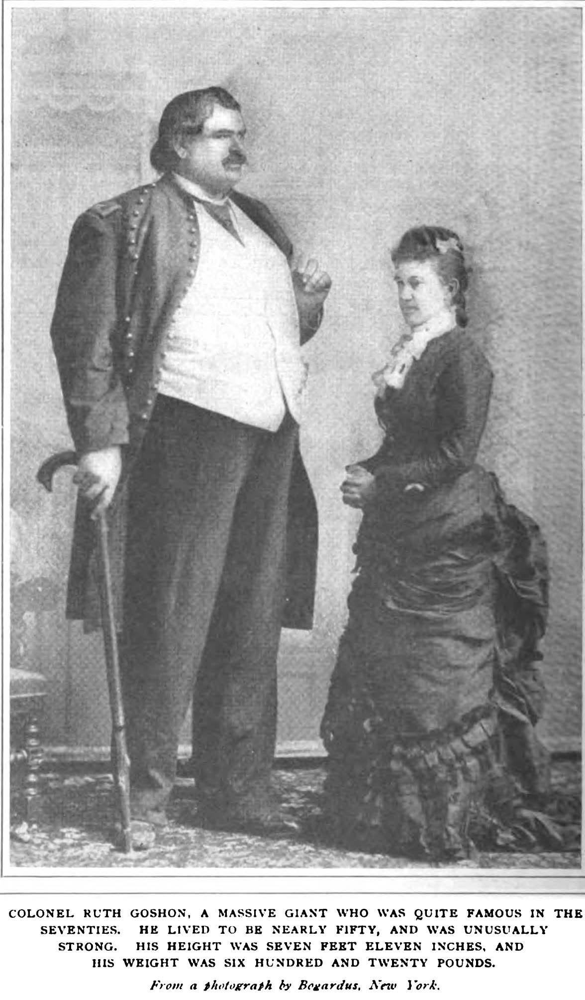 COLONEL RUTH GOSHON, A MASSIVE GIANT WHO WAS QUITE FAMOUS IN THE
SEVENTIES. HE LIVED TO BE NEARLY FIFTY, AND WAS UNUSUALLY
STRONG. HIS HEIGHT WAS SEVEN FEET ELEVEN INCHES, AND
HIS WEIGHT WAS SIX HUNDRED AND TWENTY POUNDS.
From a photograph by Bogardus, New York.